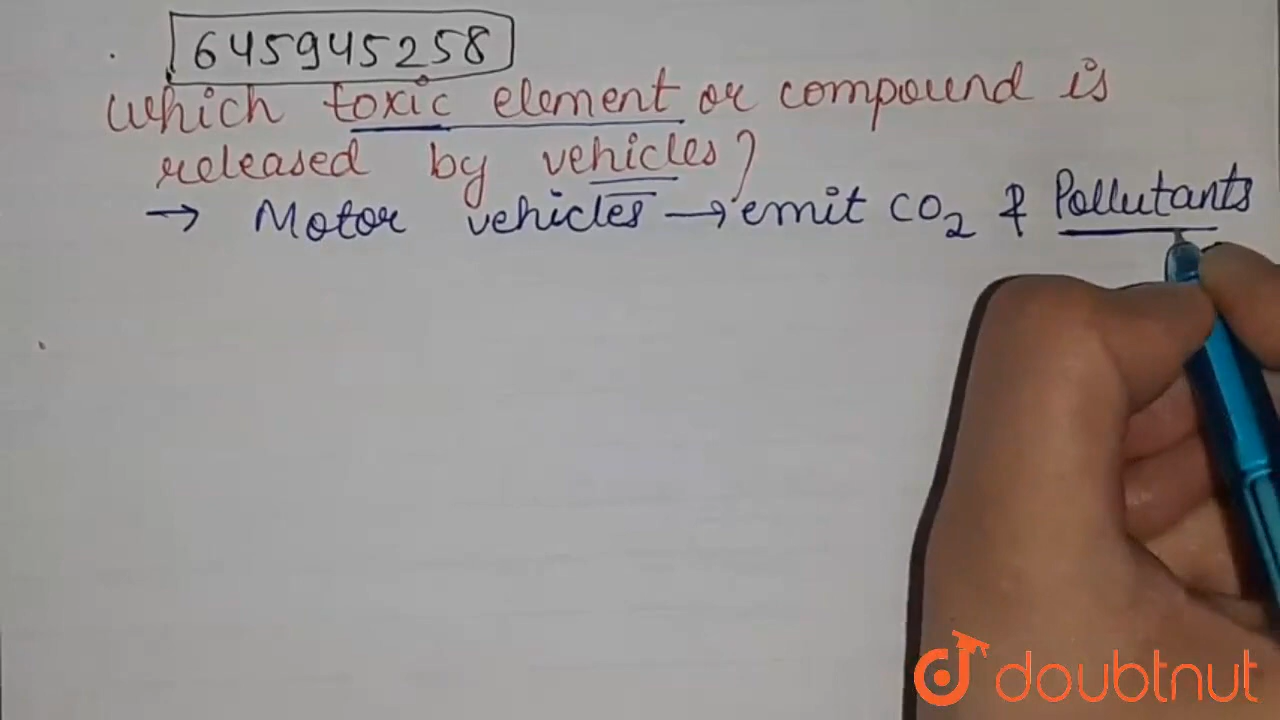 645945258
which toxic element or compound is
released by vehicles?
→ Motor vehicles → emit CO₂ & Pollutants
doubtnut